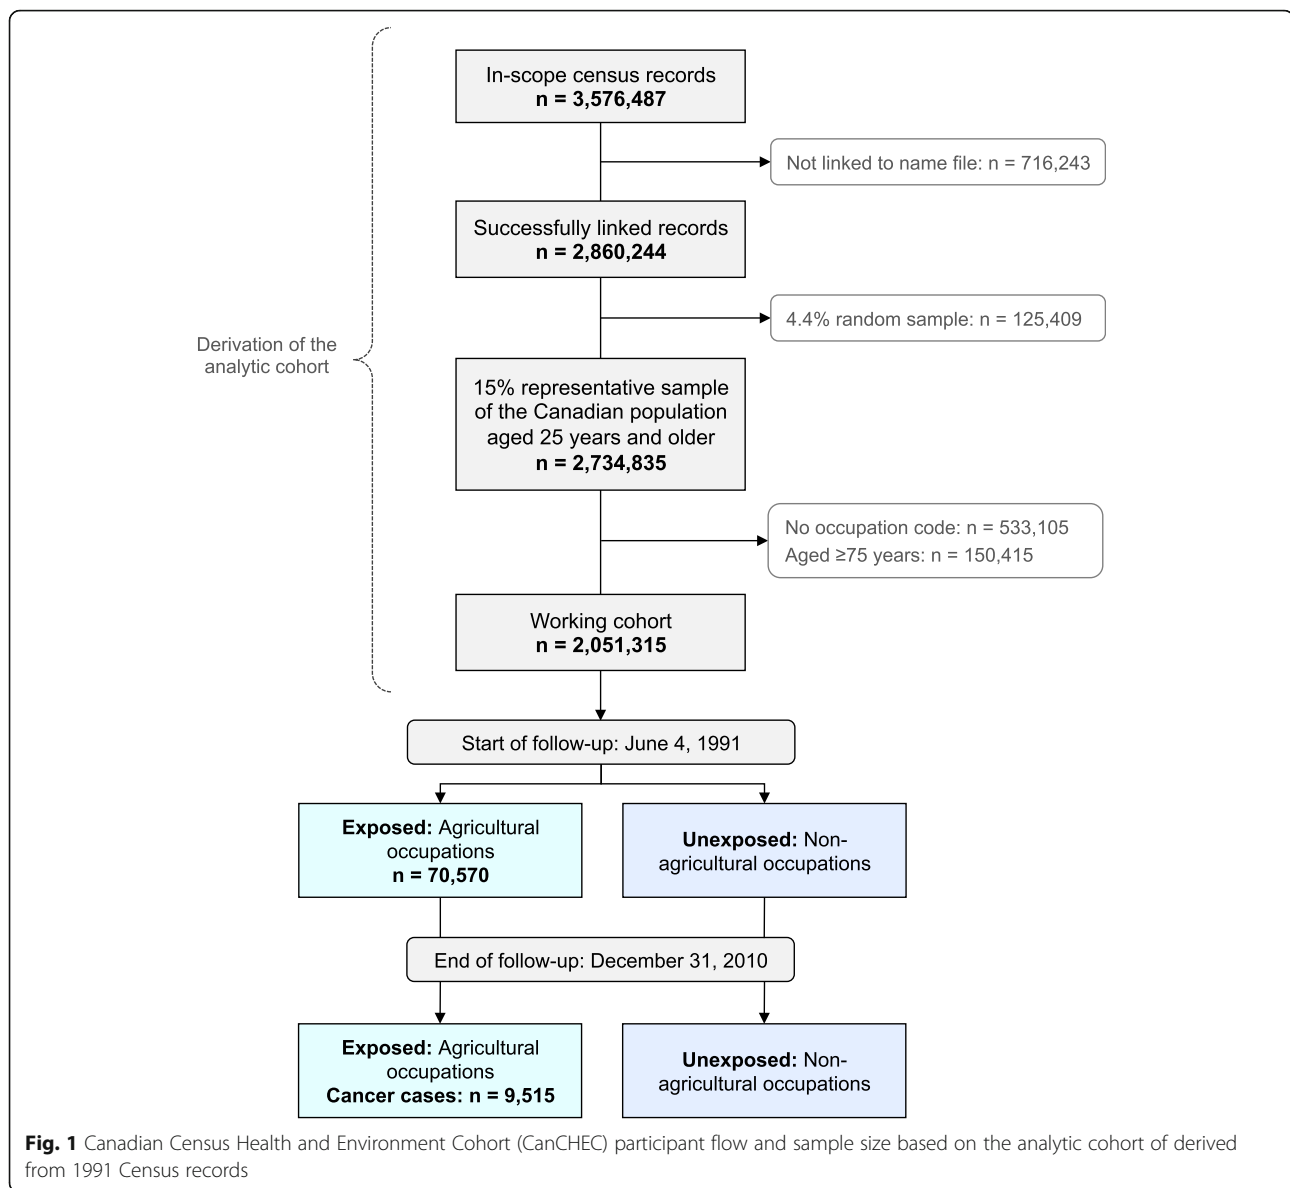 In-scope census records
n = 3,576,487
Not linked to name file: n = 716,243
Successfully linked records
n = 2,860,244
4.4% random sample: n = 125,409
Derivation of the
analytic cohort
15% representative sample
of the Canadian population
aged 25 years and older
n = 2,734,835
No occupation code: n = 533,105
Aged ≥75 years: n = 150,415
Working cohort
n = 2,051,315
Start of follow-up: June 4, 1991
Exposed: Agricultural
occupations
n = 70,570
Unexposed: Non-
agricultural occupations
End of follow-up: December 31, 2010
Exposed: Agricultural
occupations
Cancer cases: n = 9,515
Unexposed: Non-
agricultural occupations
Fig. 1 Canadian Census Health and Environment Cohort (CanCHEC) participant flow and sample size based on the analytic cohort of derived
from 1991 Census records